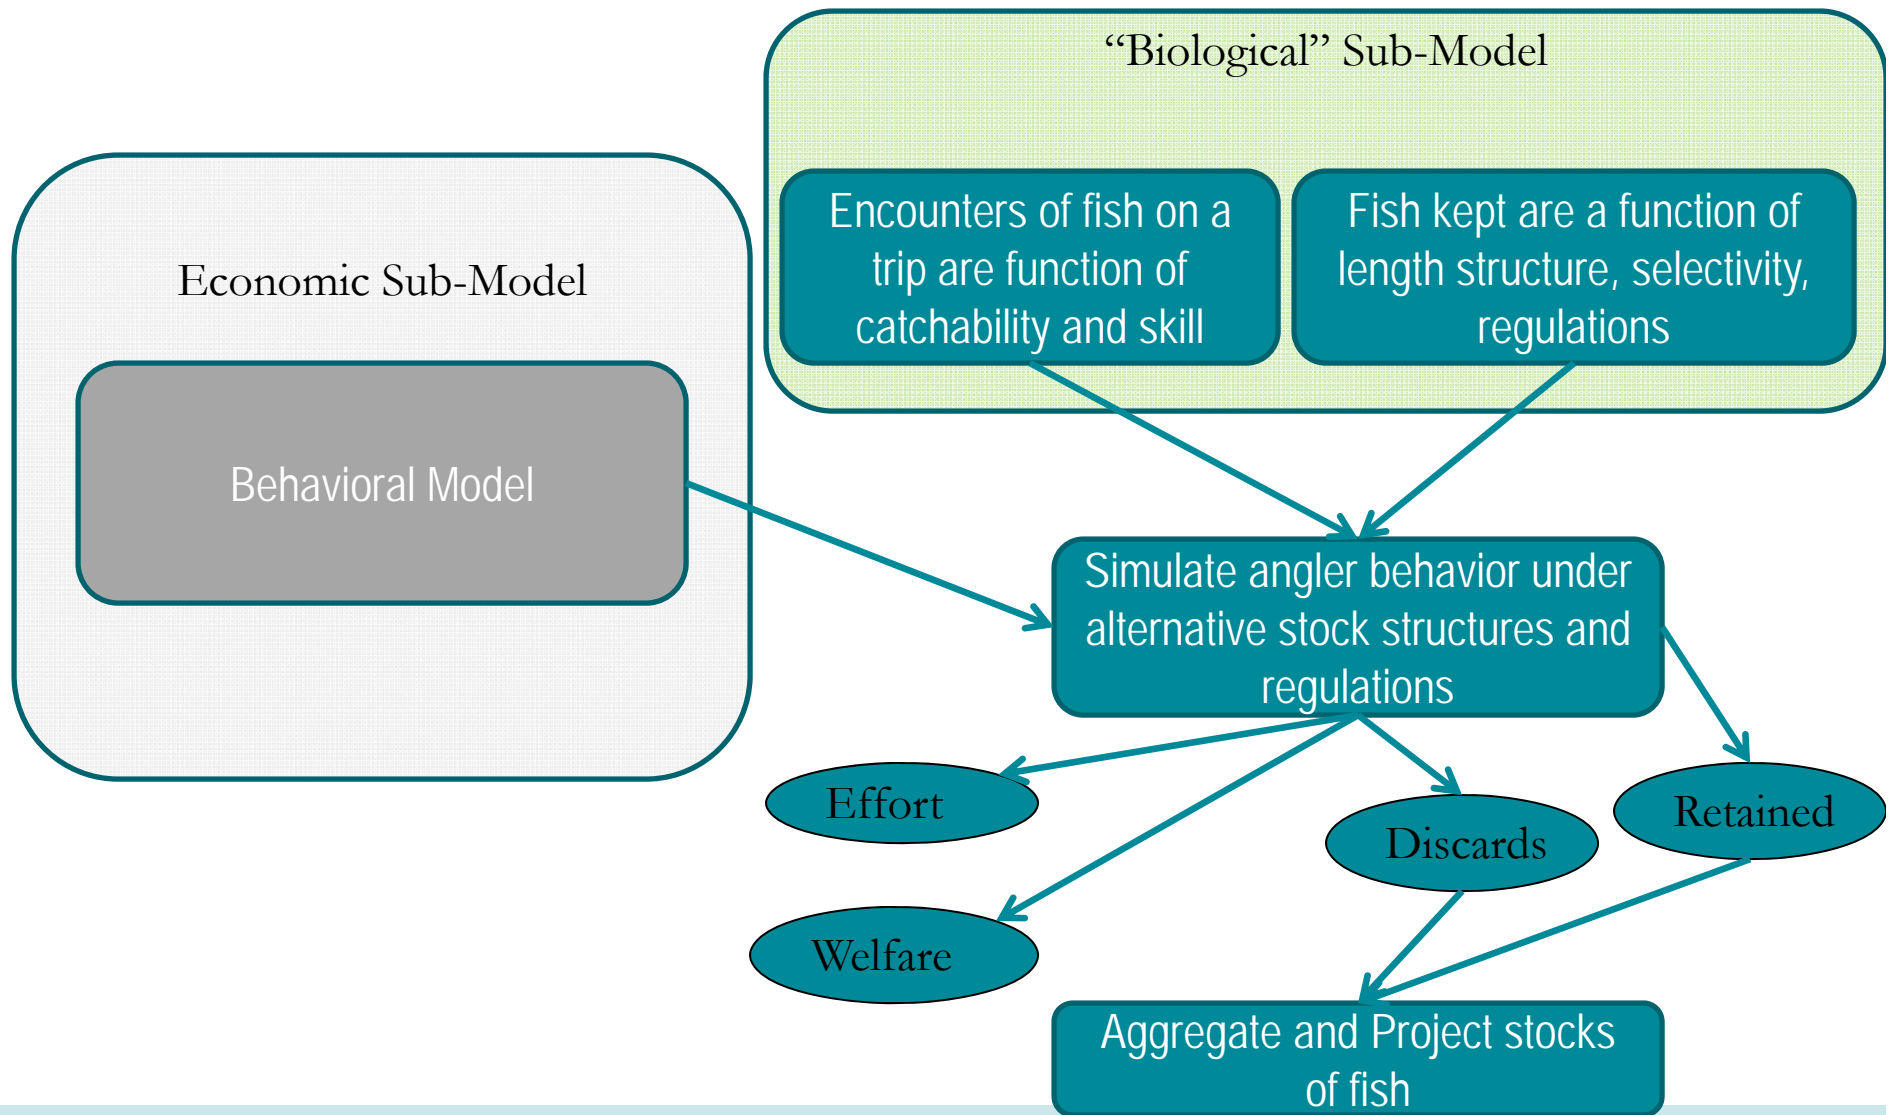 “Biological” Sub-Model
Encounters of fish on a
trip are function of
catchability and skill
Fish kept are a function of
length structure, selectivity,
regulations
Economic Sub-Model
Behavioral Model
Simulate angler behavior under
alternative stock structures and
regulations
Effort
Discards
Retained
Welfare
Aggregate and Project stocks
of fish